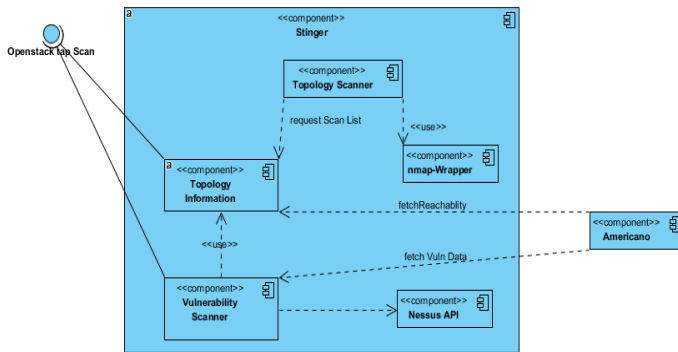 a
<<component>>
Stinger
Openstack tap Scan
<<component>>
Topology Scanner
request Scan List
<<use>>
a
<<component>>
Topology
Information
<<component>>
nmap-Wrapper
fetchReachablity
<<component>>
Americano
<<use>>
fetch Vuln Data
<<component>>
Vulnerability
Scanner
<<component>>
Nessus API